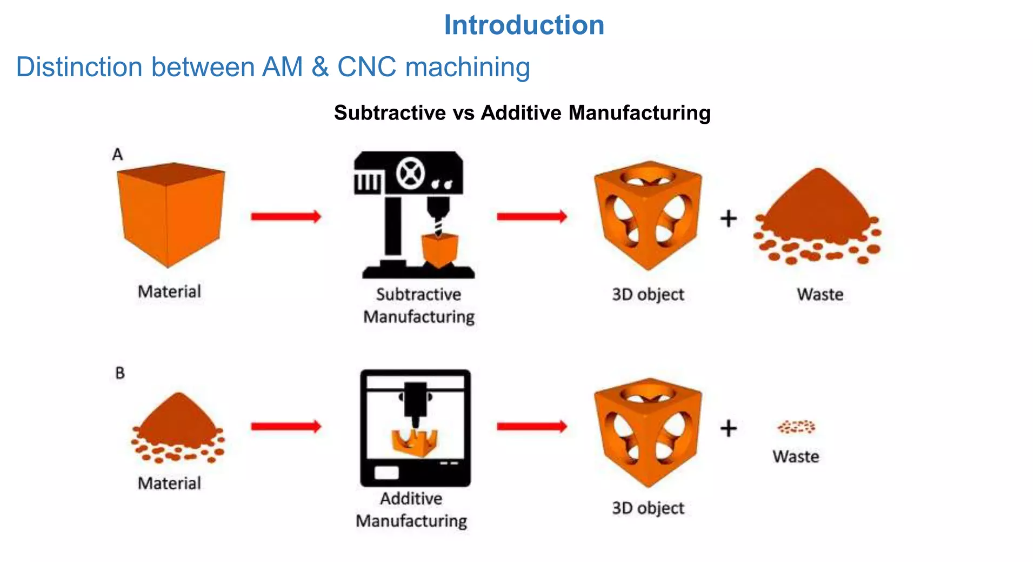 Introduction
Distinction between AM & CNC machining
Subtractive vs Additive Manufacturing
A
Material
Subtractive
Manufacturing
3D object
+
Waste
B
Material
Additive
Manufacturing
3D object
+
Waste